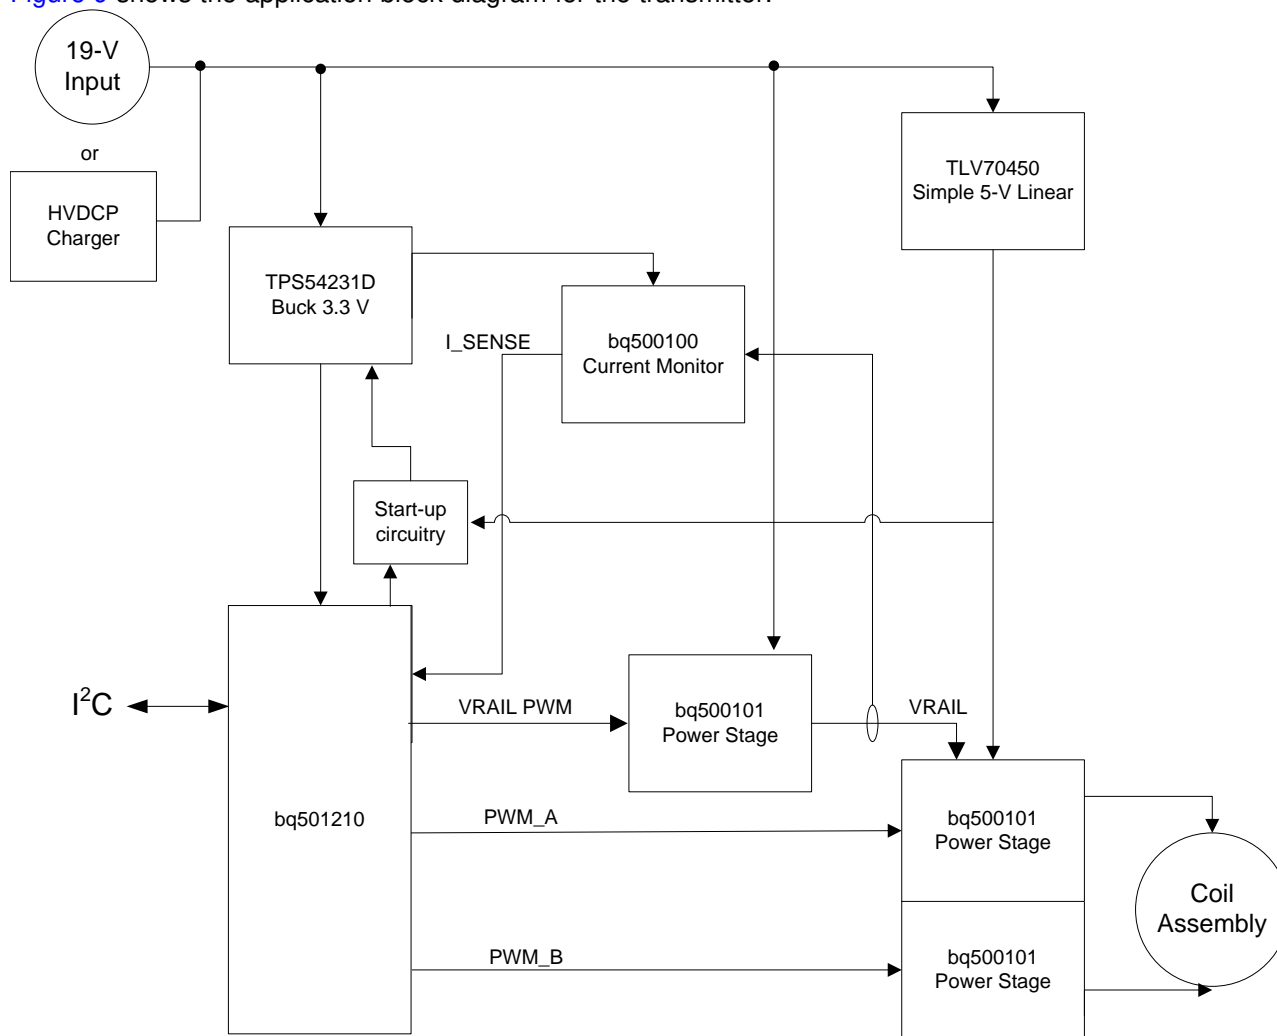 Figure 9 shows the application block diagram for the transmitter.
19-V
Input
or
HVDCP
Charger
TLV70450
Simple 5-V Linear
TPS54231D
Buck 3.3 V
I_SENSE
bq500100
Current Monitor
Start-up
circuitry
I²C
VRAIL PWM
bq500101
Power Stage
VRAIL
bq501210
PWM_A
bq500101
Power Stage
Coil
Assembly
PWM_B
bq500101
Power Stage